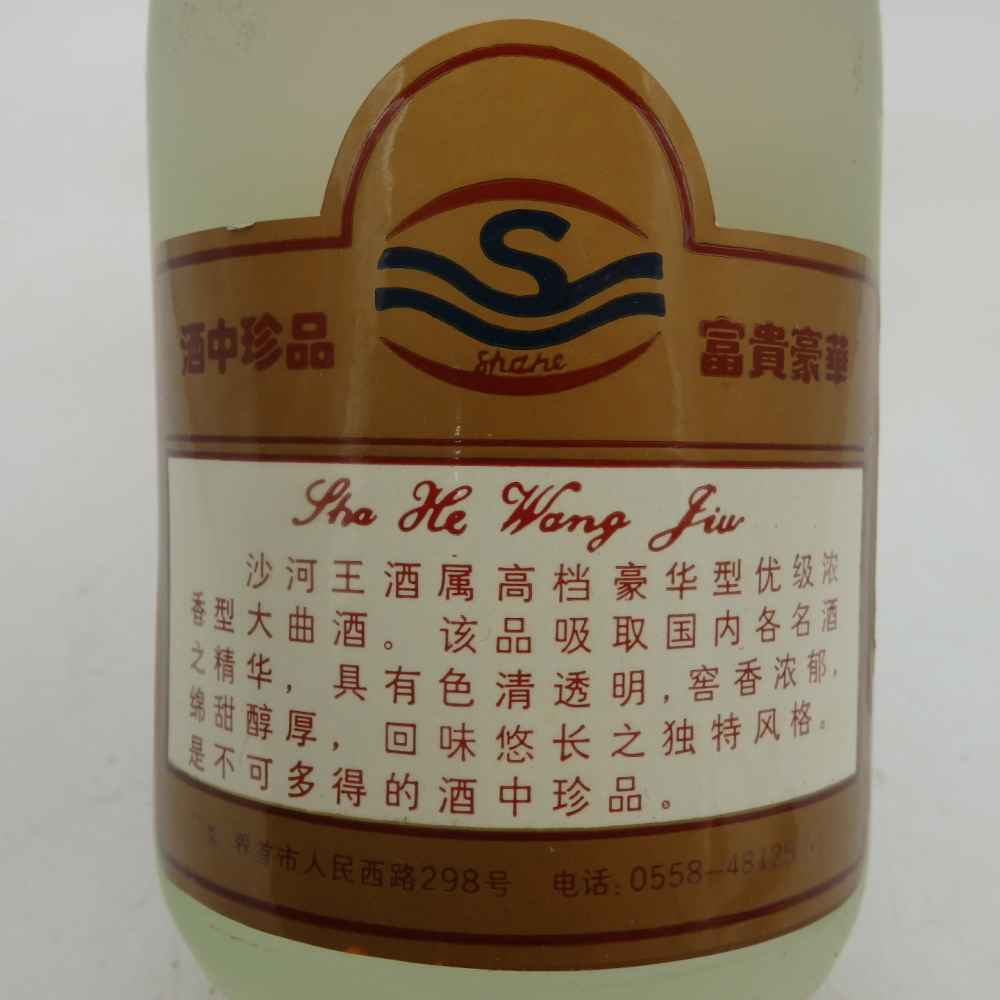 S
shahe
酒中珍品
富貴豪華
Sha He Wang Jiu
沙河王酒属高档豪华型优级浓
香型大曲酒。该品吸取国内各名酒
之精华，具有色清透明，窖香浓郁，
绵甜醇厚，回味悠长之独特风格。
是不可多得的酒中珍品。
市人民西路298号 电话：0558—48125